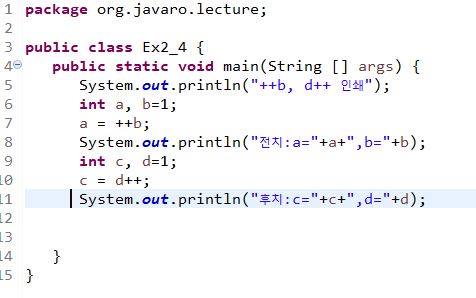 1 package org.javaro.lecture;
2
3 public class Ex2_4 {
4 public static void main(String [] args) {
5 System.out.println("++b, d++ 인쇄");
6 int a, b=1;
7 a = ++b;
8 System.out.println("전치:a="+a+",b="+b);
9 int c, d=1;
10 c = d++;
11 System.out.println("후치:c="+c+",d="+d);
12
13
14 }
15 }